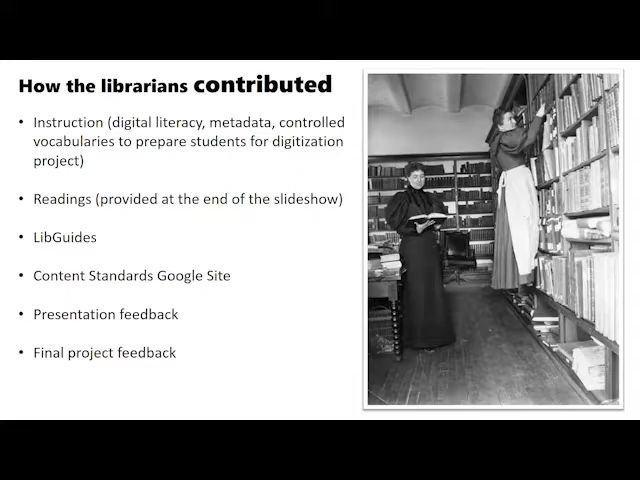 How the librarians contributed
• Instruction (digital literacy, metadata, controlled
vocabularies to prepare students for digitization
project)
• Readings (provided at the end of the slideshow)
• LibGuides
• Content Standards Google Site
• Presentation feedback
• Final project feedback